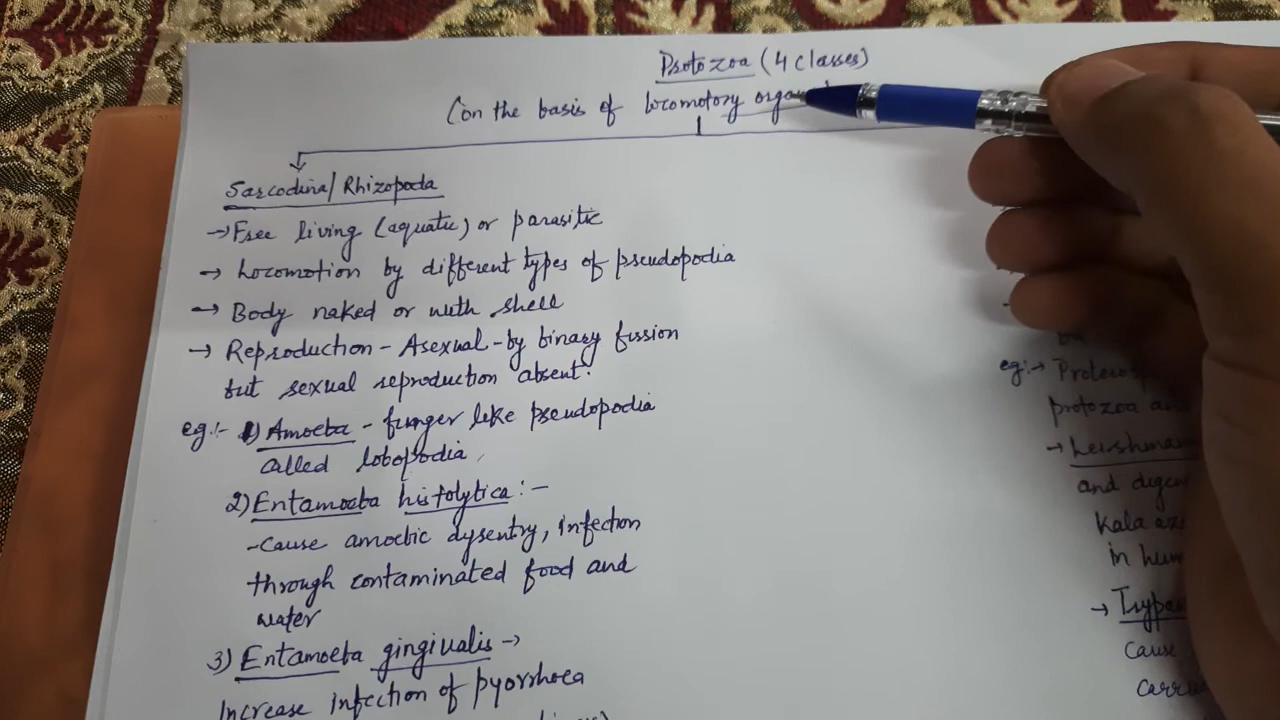 Protozoa (4 classes)
(on the basis of locomotory
Sarcodina/Rhizopoda
→ Free living (aquatic) or parasitic
→ Locomotion by different types of pseudopodia
→ Body naked or with shell
→ Reproduction - Asexual - by binary fission
but sexual reproduction absent.
eg:- 1) Amoeba - finger like pseudopodia
called lobopodia
2) Entamoeba histolytica :-
- Cause amoebic dysentry, infection
through contaminated food and
water
3) Entamoeba gingivalis →
Increase infection of pyorrhoea
eg:→
protozoa
→
and
Kala
in
→
cause